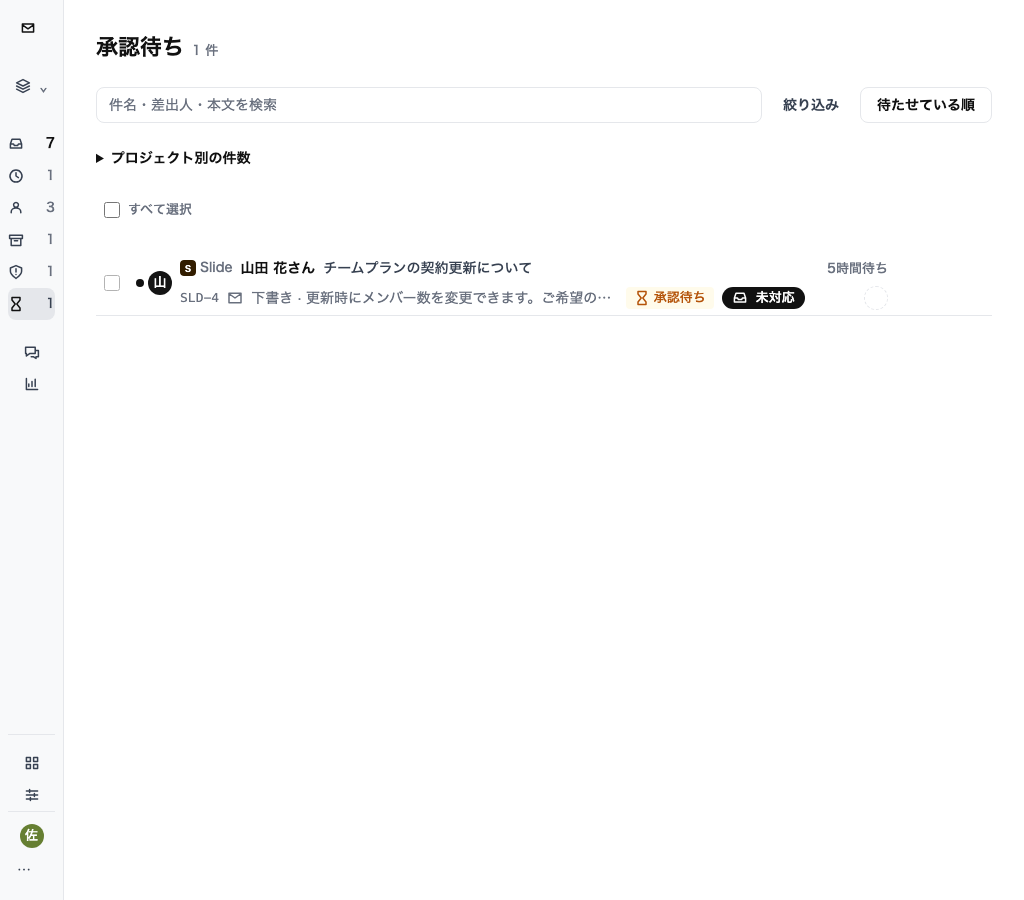 承認待ち 1 件
件名・差出人・本文を検索
絞り込み
待たせている順
7
1
3
1
1
1
▶ プロジェクト別の件数
すべて選択
山
S Slide 山田 花さん チームプランの契約更新について
5時間待ち
SLD-4 下書き · 更新時にメンバー数を変更できます。ご希望の…
承認待ち
未対応
佐
…